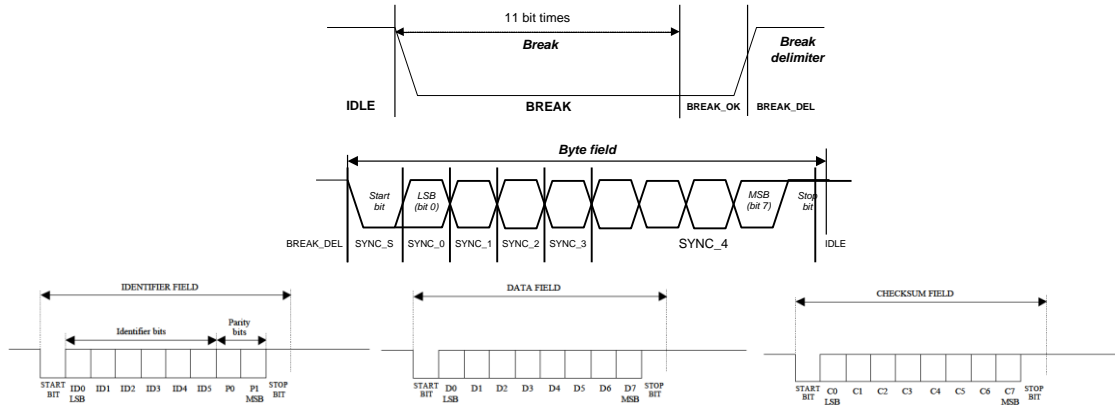 11 bit times
Break
Break
delimiter
IDLE
BREAK
BREAK_OK
BREAK_DEL
Byte field
Start
bit
LSB
(bit 0)
MSB
(bit 7)
Stop
bit
BREAK_DEL
SYNC_S
SYNC_0
SYNC_1
SYNC_2
SYNC_3
SYNC_4
IDLE
IDENTIFIER FIELD
Identifier bits
Parity
bits
START
BIT
ID0
LSB
ID1
ID2
ID3
ID4
ID5
P0
P1
MSB
STOP
BIT
DATA FIELD
START
BIT
D0
LSB
D1
D2
D3
D4
D5
D6
D7
MSB
STOP
BIT
CHECKSUM FIELD
START
BIT
C0
LSB
C1
C2
C3
C4
C5
C6
C7
MSB
STOP
BIT